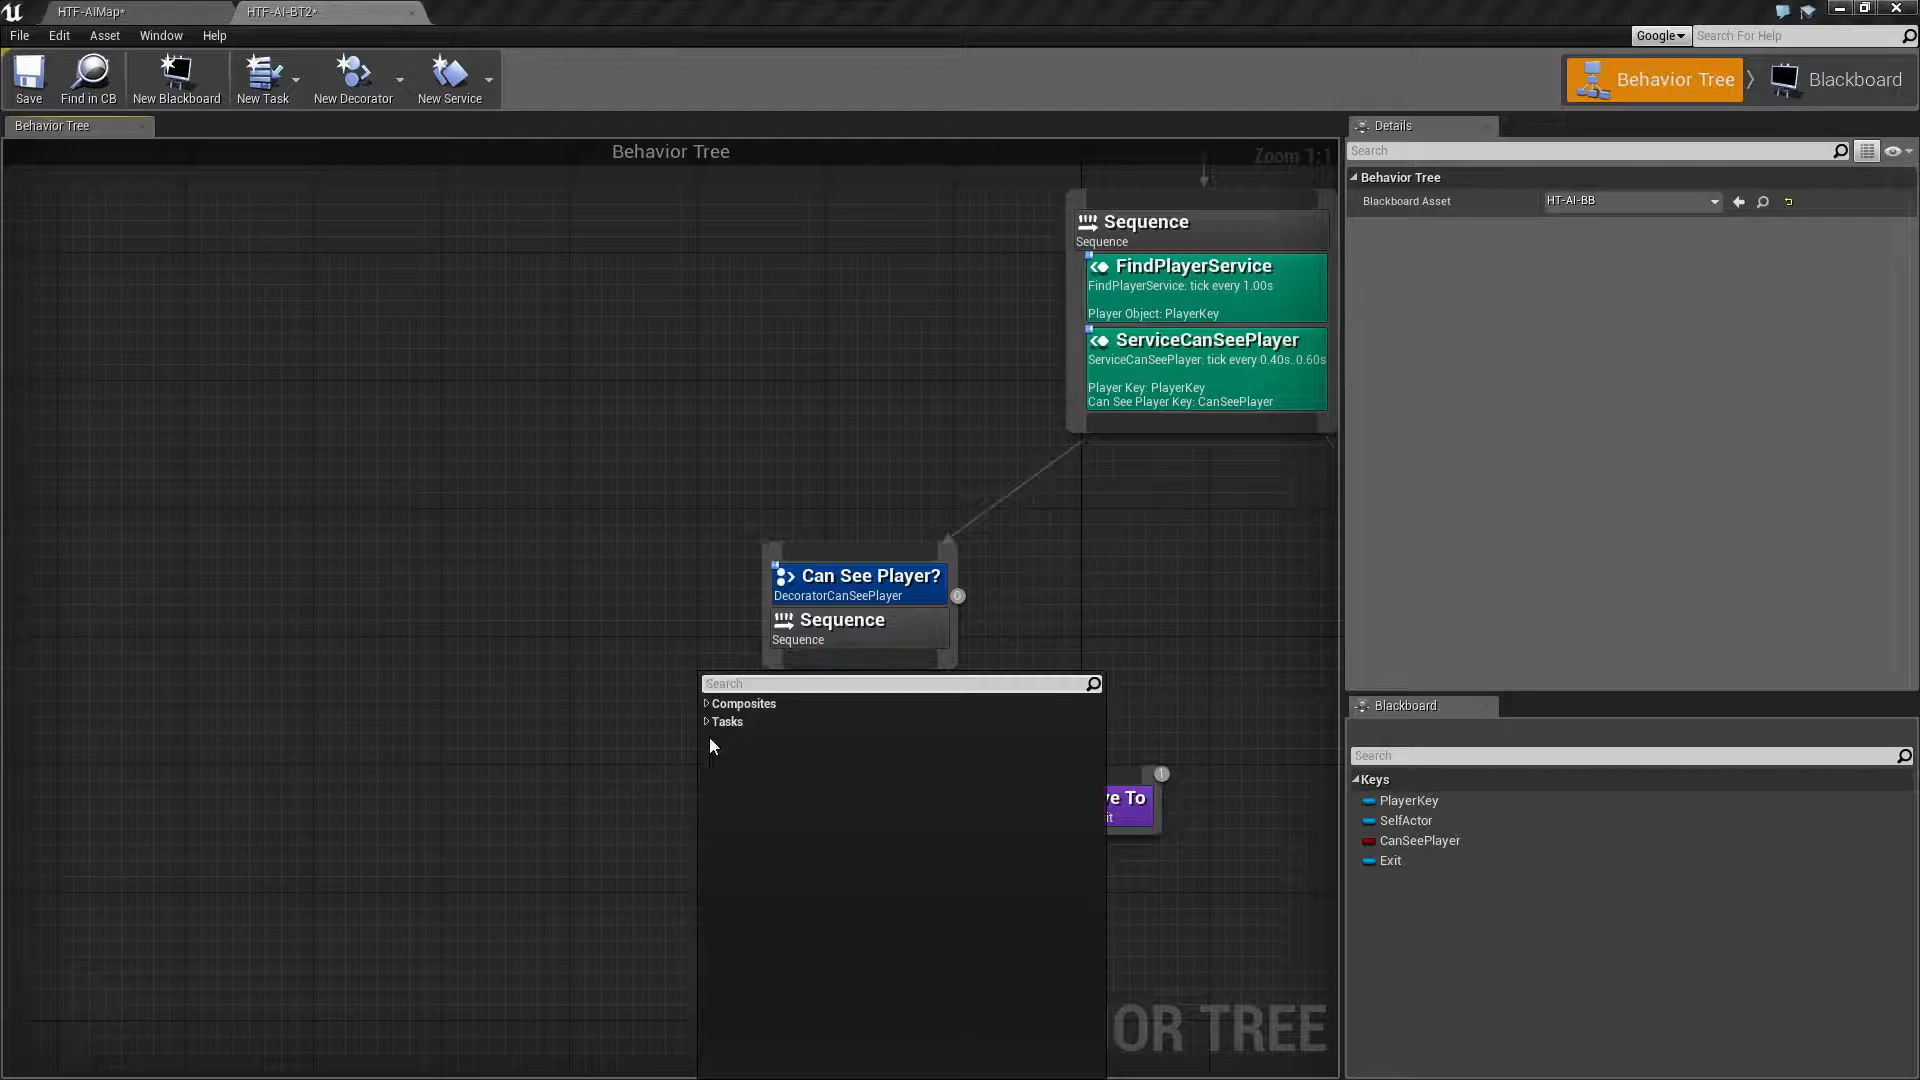 HTF-AIMap*
HTF-AI-BT2*
File
Edit
Asset
Window
Help
Google
Search For Help
Save
Find in CB
New Blackboard
New Task
New Decorator
New Service
Behavior Tree
Blackboard
Behavior Tree
Behavior Tree
Zoom 1:1
Sequence
Sequence
FindPlayerService
FindPlayerService: tick every 1.00s
Player Object: PlayerKey
ServiceCanSeePlayer
ServiceCanSeePlayer: tick every 0.40s..0.60s
Player Key: PlayerKey
Can See Player Key: CanSeePlayer
Can See Player?
DecoratorCanSeePlayer
0
Sequence
Sequence
Search
Composites
Tasks
1
ve To
it
OR TREE
Details
Search
Behavior Tree
Blackboard Asset
HT-AI-BB
Blackboard
Search
Keys
PlayerKey
SelfActor
CanSeePlayer
Exit